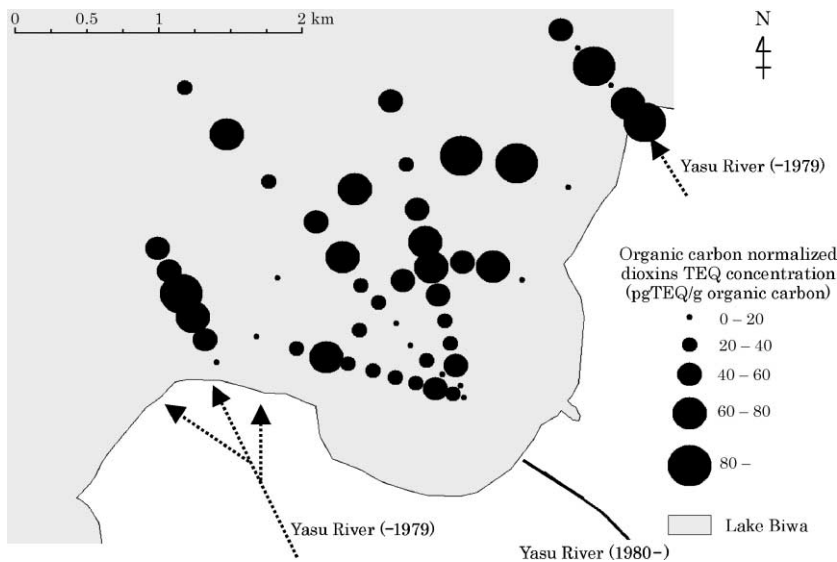 0 0.5 1 2 km
N
Yasu River (−1979)
Organic carbon normalized
dioxins TEQ concentration
(pgTEQ/g organic carbon)
0 – 20
20 – 40
40 – 60
60 – 80
80 –
Lake Biwa
Yasu River (−1979)
Yasu River (1980−)